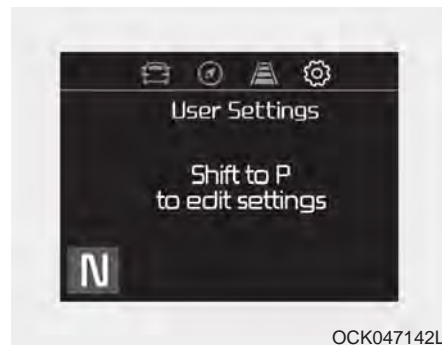 User Settings
Shift to P
to edit settings
N
OCK047142L